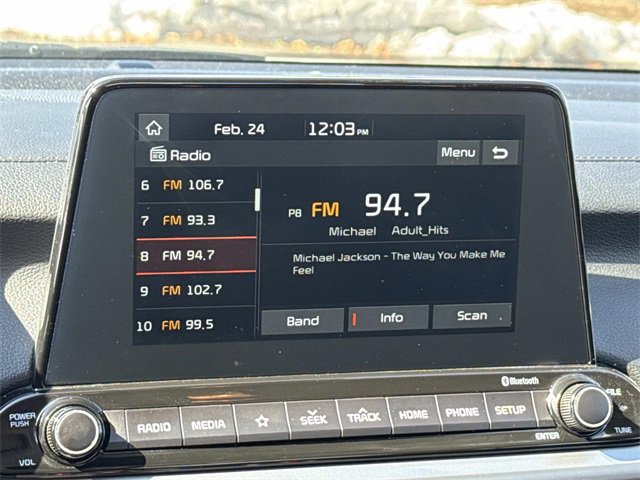 Feb. 24 12:03 PM
Radio Menu
6 FM 106.7
7 FM 93.3
8 FM 94.7
9 FM 102.7
10 FM 99.5
P8 FM 94.7
Michael Adult_Hits
Michael Jackson - The Way You Make Me
Feel
Band Info Scan
Bluetooth
POWER
PUSH
VOL
RADIO MEDIA SEEK TRACK HOME PHONE SETUP
FILE
TUNE
ENTER